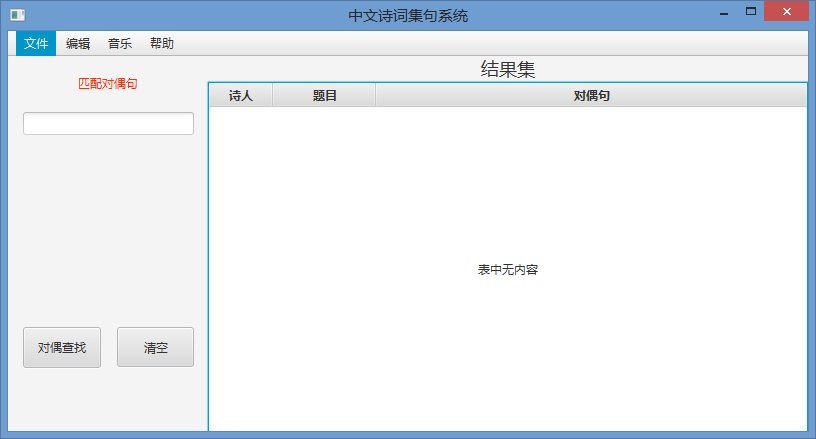 中文诗词集句系统
文件 编辑 音乐 帮助
匹配对偶句
结果集
诗人 题目 对偶句
表中无内容
对偶查找 清空